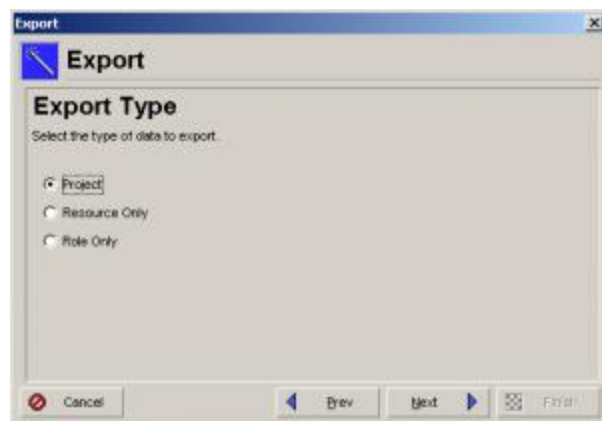 Export
Export
Export Type
Select the type of data to export.
Project
Resource Only
Role Only
Cancel
Prev
Next
Finish